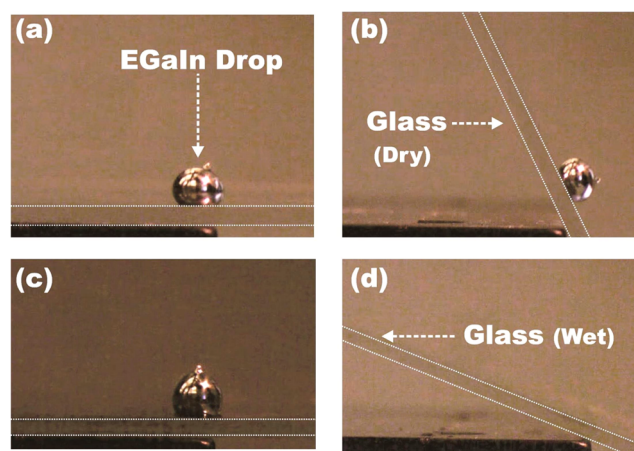 (a)
EGaIn Drop
(b)
Glass
(Dry)
(c)
(d)
Glass (Wet)